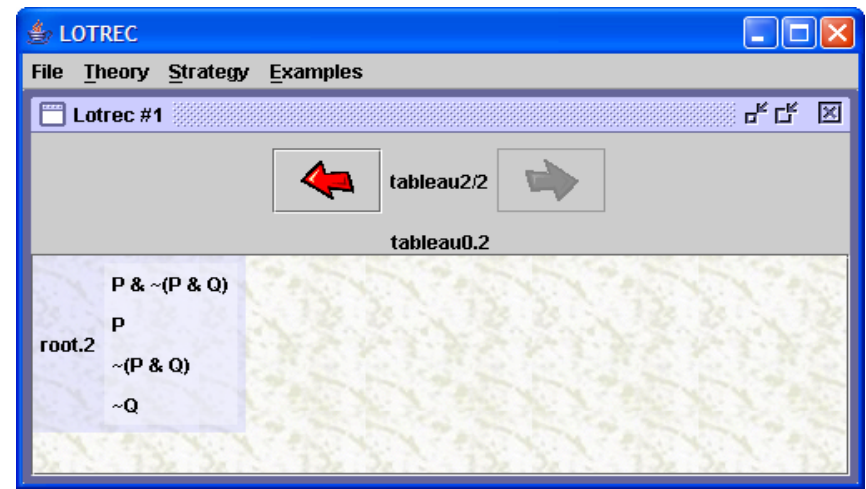 LOTREC
File Theory Strategy Examples
Lotrec #1
tableau2/2
tableau0.2
P & ~(P & Q)
P
root.2
~(P & Q)
~Q